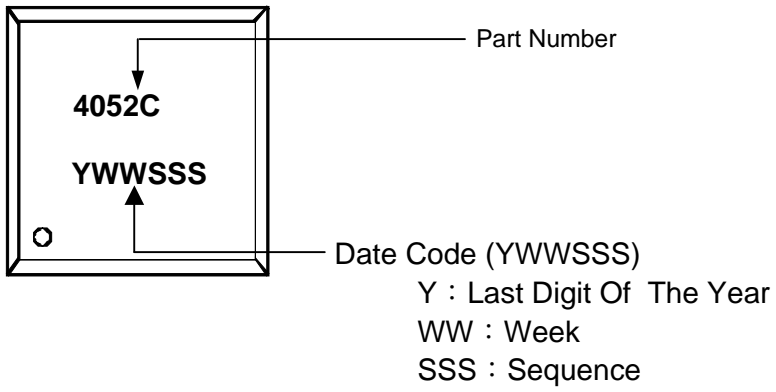 Part Number
4052C
YWWSSS
Date Code (YWWSSS)
Y：Last Digit Of The Year
WW：Week
SSS：Sequence